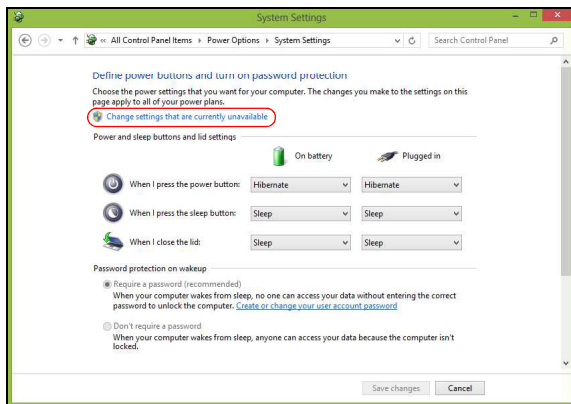 System Settings
« All Control Panel Items ▸ Power Options ▸ System Settings
Search Control Panel
Define power buttons and turn on password protection
Choose the power settings that you want for your computer. The changes you make to the settings on this
page apply to all of your power plans.
Change settings that are currently unavailable
Power and sleep buttons and lid settings
On battery Plugged in
When I press the power button: Hibernate Hibernate
When I press the sleep button: Sleep Sleep
When I close the lid: Sleep Sleep
Password protection on wakeup
Require a password (recommended)
When your computer wakes from sleep, no one can access your data without entering the correct
password to unlock the computer. Create or change your user account password
Don't require a password
When your computer wakes from sleep, anyone can access your data because the computer isn't
locked.
Save changes Cancel